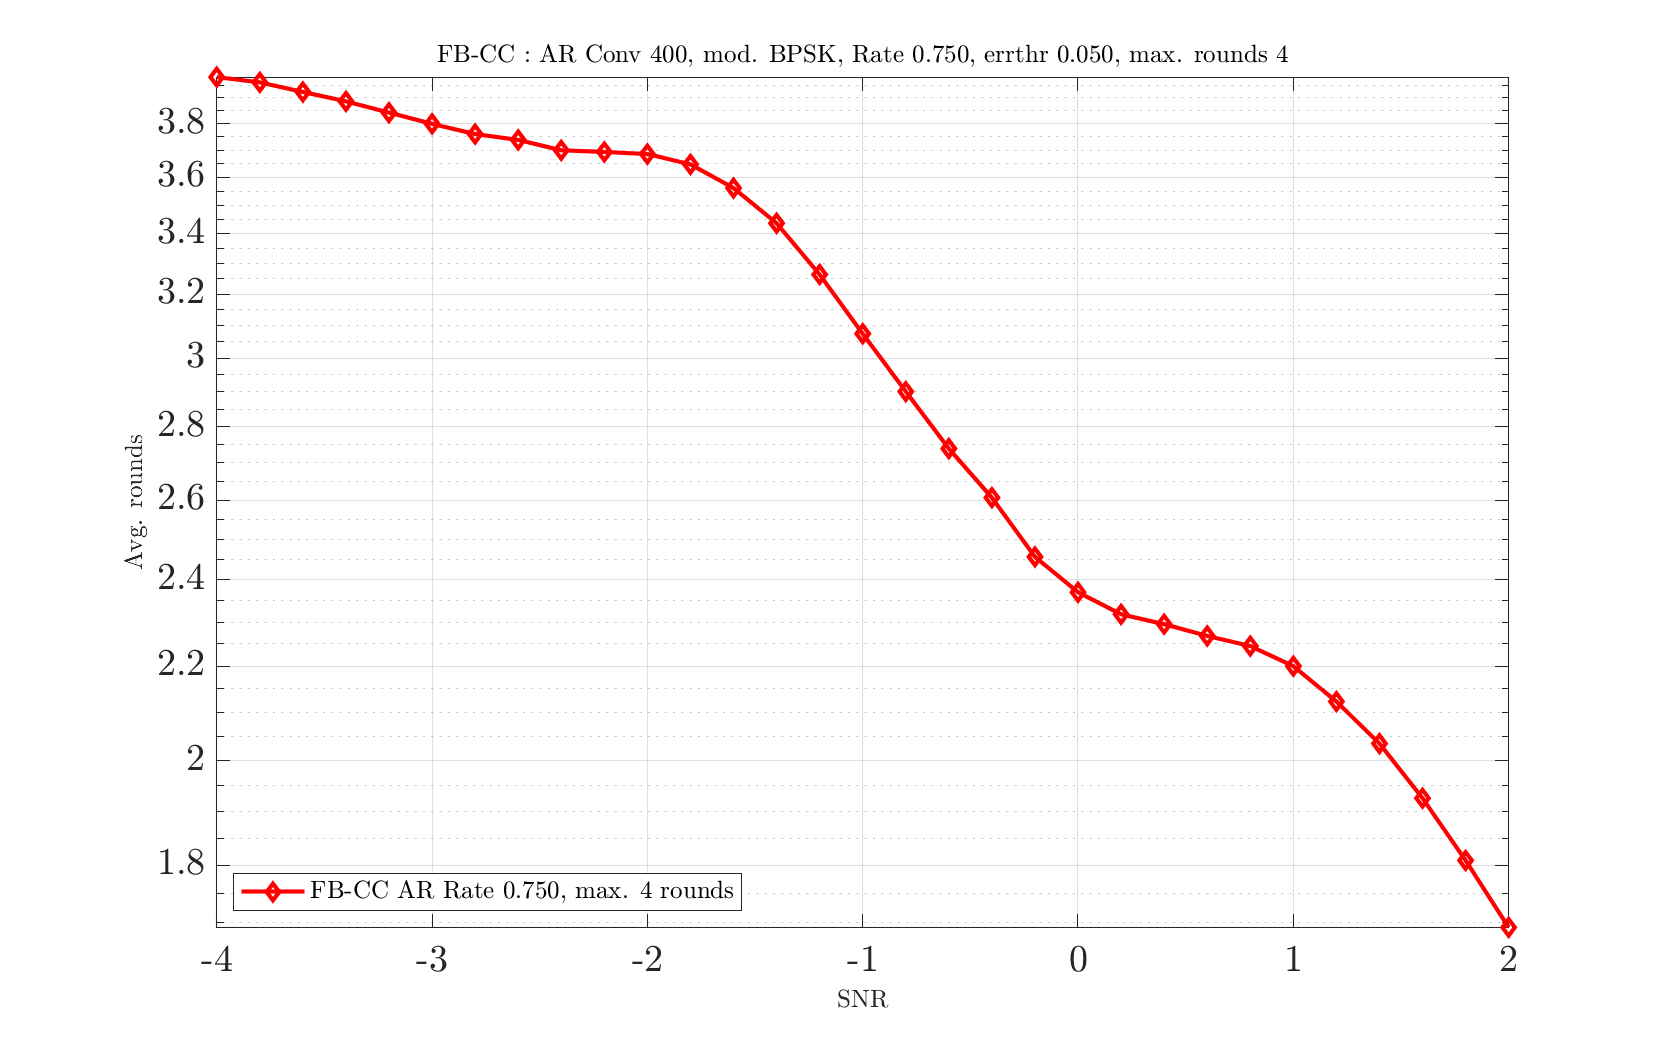 FB-CC : AR Conv 400, mod. BPSK, Rate 0.750, errthr 0.050, max. rounds 4
3.8
3.6
3.4
3.2
3
2.8
2.6
2.4
2.2
2
1.8
Avg. rounds
FB-CC AR Rate 0.750, max. 4 rounds
-4 -3 -2 -1 0 1 2
SNR